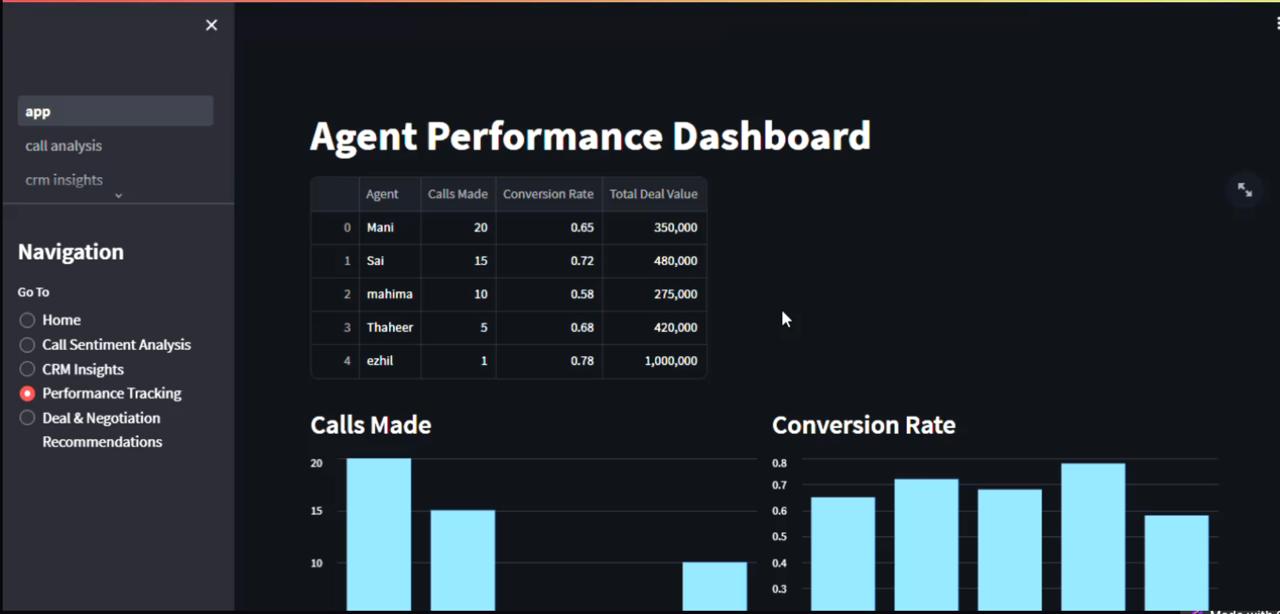 app
call analysis
crm insights
Navigation
Go To
Home
Call Sentiment Analysis
CRM Insights
Performance Tracking
Deal & Negotiation
Recommendations
Agent Performance Dashboard
Agent Calls Made Conversion Rate Total Deal Value
0 Mani 20 0.65 350,000
1 Sai 15 0.72 480,000
2 mahima 10 0.58 275,000
3 Thaheer 5 0.68 420,000
4 ezhil 1 0.78 1,000,000
Calls Made
20
15
10
Conversion Rate
0.8
0.7
0.6
0.5
0.4
0.3